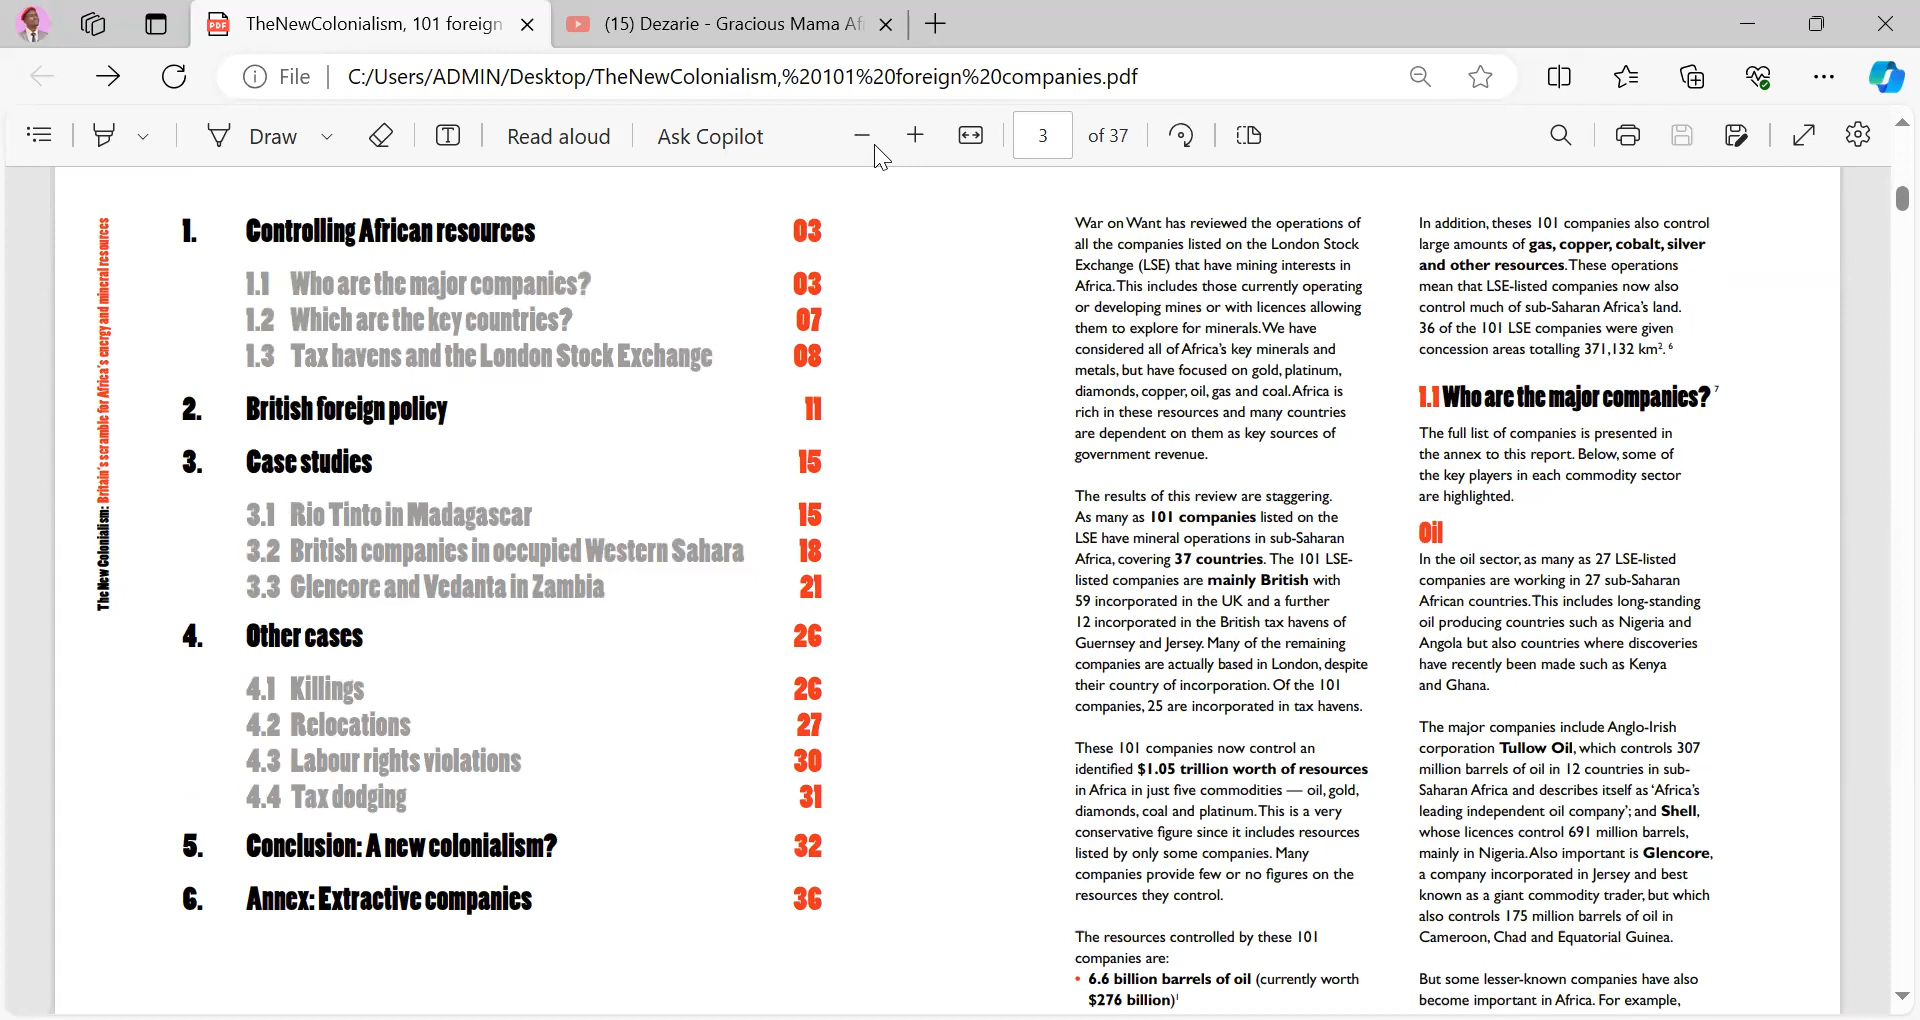 TheNewColonialism, 101 foreign
(15) Dezarie - Gracious Mama Af
File
C:/Users/ADMIN/Desktop/TheNewColonialism,%20101%20foreign%20companies.pdf
Draw
Read aloud
Ask Copilot
3
of 37
The New Colonialism: Britain's scramble for Africa's energy and mineral resources
1. Controlling African resources 03
1.1 Who are the major companies? 03
1.2 Which are the key countries? 07
1.3 Tax havens and the London Stock Exchange 08
2. British foreign policy 11
3. Case studies 15
3.1 Rio Tinto in Madagascar 15
3.2 British companies in occupied Western Sahara 18
3.3 Glencore and Vedanta in Zambia 21
4. Other cases 26
4.1 Killings 26
4.2 Relocations 27
4.3 Labour rights violations 30
4.4 Tax dodging 31
5. Conclusion: A new colonialism? 32
6. Annex: Extractive companies 36
War on Want has reviewed the operations of
all the companies listed on the London Stock
Exchange (LSE) that have mining interests in
Africa. This includes those currently operating
or developing mines or with licences allowing
them to explore for minerals. We have
considered all of Africa's key minerals and
metals, but have focused on gold, platinum,
diamonds, copper, oil, gas and coal. Africa is
rich in these resources and many countries
are dependent on them as key sources of
government revenue.
The results of this review are staggering.
As many as 101 companies listed on the
LSE have mineral operations in sub-Saharan
Africa, covering 37 countries. The 101 LSE-
listed companies are mainly British with
59 incorporated in the UK and a further
12 incorporated in the British tax havens of
Guernsey and Jersey. Many of the remaining
companies are actually based in London, despite
their country of incorporation. Of the 101
companies, 25 are incorporated in tax havens.
These 101 companies now control an
identified $1.05 trillion worth of resources
in Africa in just five commodities — oil, gold,
diamonds, coal and platinum. This is a very
conservative figure since it includes resources
listed by only some companies. Many
companies provide few or no figures on the
resources they control.
The resources controlled by these 101
companies are:
• 6.6 billion barrels of oil (currently worth
$276 billion)1
In addition, theses 101 companies also control
large amounts of gas, copper, cobalt, silver
and other resources. These operations
mean that LSE-listed companies now also
control much of sub-Saharan Africa's land.
36 of the 101 LSE companies were given
concession areas totalling 371,132 km². 6
1.1 Who are the major companies? 7
The full list of companies is presented in
the annex to this report. Below, some of
the key players in each commodity sector
are highlighted.
Oil
In the oil sector, as many as 27 LSE-listed
companies are working in 27 sub-Saharan
African countries. This includes long-standing
oil producing countries such as Nigeria and
Angola but also countries where discoveries
have recently been made such as Kenya
and Ghana.
The major companies include Anglo-Irish
corporation Tullow Oil, which controls 307
million barrels of oil in 12 countries in sub-
Saharan Africa and describes itself as 'Africa's
leading independent oil company'; and Shell,
whose licences control 691 million barrels,
mainly in Nigeria. Also important is Glencore,
a company incorporated in Jersey and best
known as a giant commodity trader, but which
also controls 175 million barrels of oil in
Cameroon, Chad and Equatorial Guinea.
But some lesser-known companies have also
become important in Africa. For example,